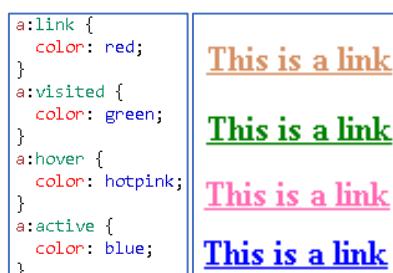 a:link {
color: red;
}
a:visited {
color: green;
}
a:hover {
color: hotpink;
}
a:active {
color: blue;
}
This is a link
This is a link
This is a link
This is a link